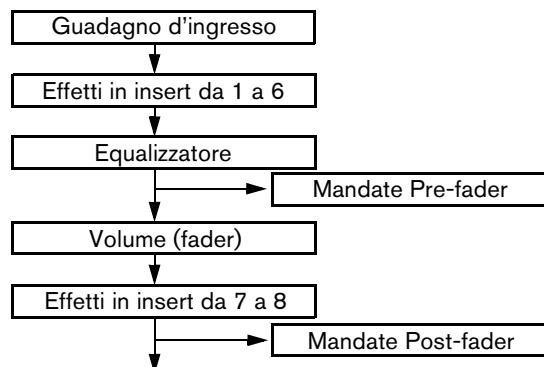 Guadagno d'ingresso
Effetti in insert da 1 a 6
Equalizzatore
Mandate Pre-fader
Volume (fader)
Effetti in insert da 7 a 8
Mandate Post-fader